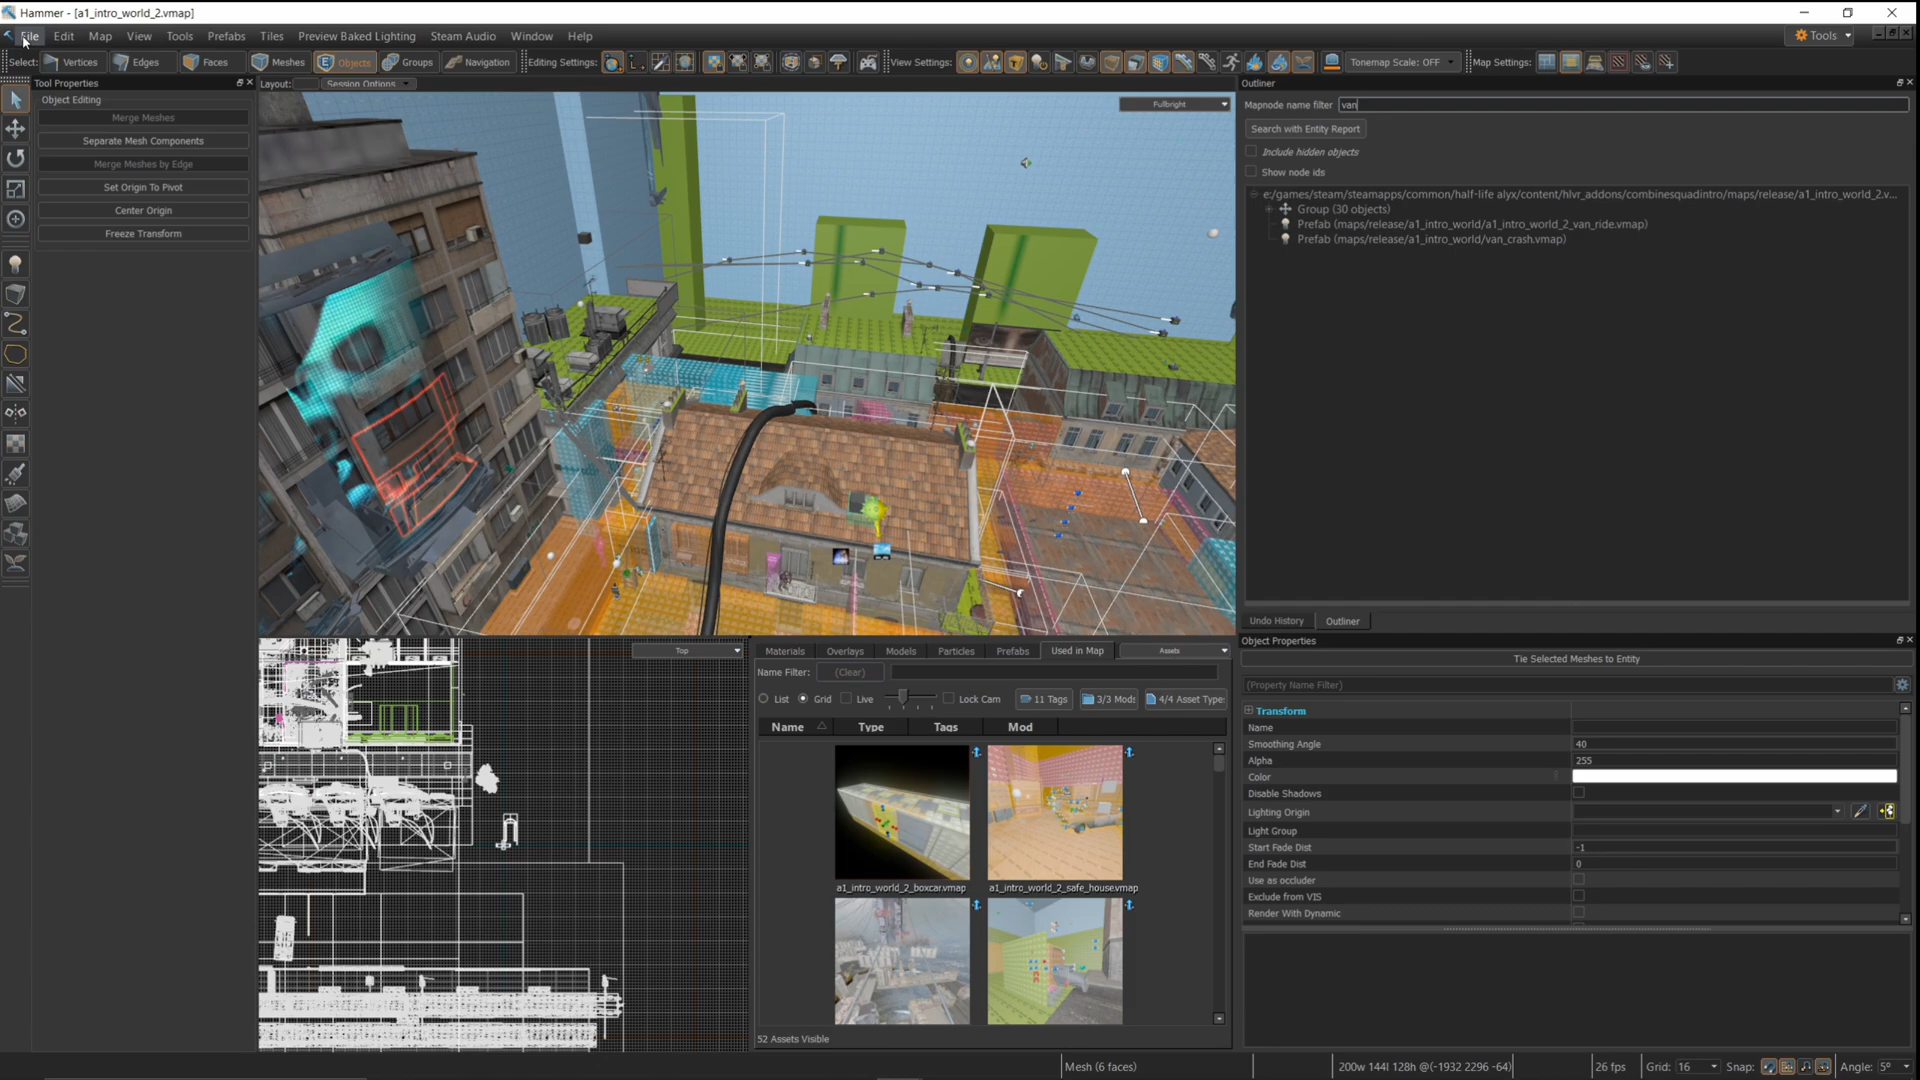 Hammer - [a1_intro_world_2.vmap]
File Edit Map View Tools Prefabs Tiles Preview Baked Lighting Steam Audio Window Help
Tools
Select: Vertices Edges Faces Meshes Objects Groups Navigation Editing Settings: View Settings: Tonemap Scale: OFF Map Settings:
Tool Properties
Layout: Session Options
Outliner
Object Editing
Merge Meshes
Separate Mesh Components
Merge Meshes by Edge
Set Origin To Pivot
Center Origin
Freeze Transform
Fullbright
Mapnode name filter van
Search with Entity Report
Include hidden objects
Show node ids
e:/games/steam/steamapps/common/half-life alyx/content/hlvr_addons/combinesquadintro/maps/release/a1_intro_world_2.v...
Group (30 objects)
Prefab (maps/release/a1_intro_world/a1_intro_world_2_van_ride.vmap)
Prefab (maps/release/a1_intro_world/van_crash.vmap)
Undo History Outliner
Top
Materials Overlays Models Particles Prefabs Used in Map Assets
Name Filter: (Clear)
List Grid Live Lock Cam 11 Tags 3/3 Mods 4/4 Asset Types
Name Type Tags Mod
a1_intro_world_2_boxcar.vmap a1_intro_world_2_safe_house.vmap
52 Assets Visible
Object Properties
Tie Selected Meshes to Entity
(Property Name Filter)
Transform
Name
Smoothing Angle 40
Alpha 255
Color
Disable Shadows
Lighting Origin
Light Group
Start Fade Dist -1
End Fade Dist 0
Use as occluder
Exclude from VIS
Render With Dynamic
Mesh (6 faces) 200w 144l 128h @(-1932 2296 -64) 26 fps Grid: 16 Snap: Angle: 5°